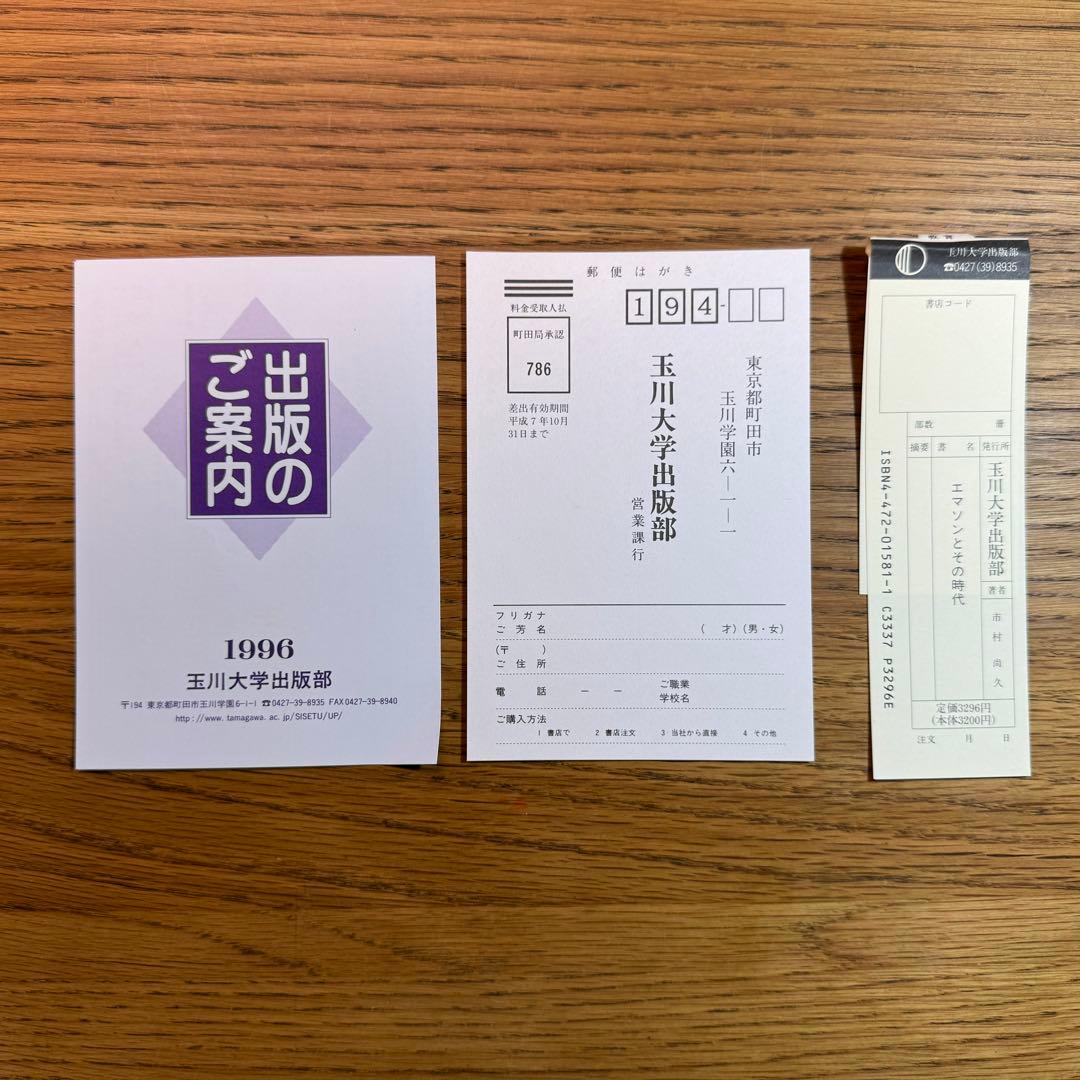 出版の
ご案内
1996
玉川大学出版部
〒194 東京都町田市玉川学園6-1-1 ☎0427-39-8935 FAX0427-39-8940
http://www.tamagawa.ac.jp/SISETU/UP/
郵便はがき
料金受取人払
町田局承認
786
差出有効期間
平成7年10月
31日まで
194-
東京都町田市
玉川学園六―一―一
玉川大学出版部
営業課行
フリガナ
ご芳名 ( 才)(男・女)
(〒 )
ご住所
電話 ― ― ご職業
学校名
ご購入方法
1 書店で 2 書店注文 3 当社から直接 4 その他
玉川大学出版部
☎0427(39)8935
書店コード
部数 冊
発行所 玉川大学出版部
著者 市村尚久
書名 エマソンとその時代
摘要
定価3296円
(本体3200円)
注文 月 日
ISBN4-472-01581-1 C3337 P3296E